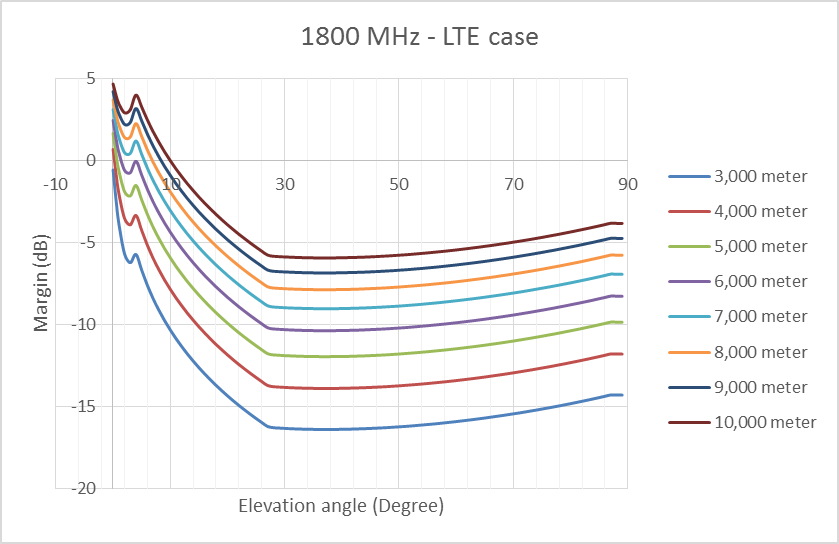 1800 MHz - LTE case
5
0
-5
-10
-15
-20
-10
10
30
50
70
90
Margin (dB)
Elevation angle (Degree)
3,000 meter
4,000 meter
5,000 meter
6,000 meter
7,000 meter
8,000 meter
9,000 meter
10,000 meter